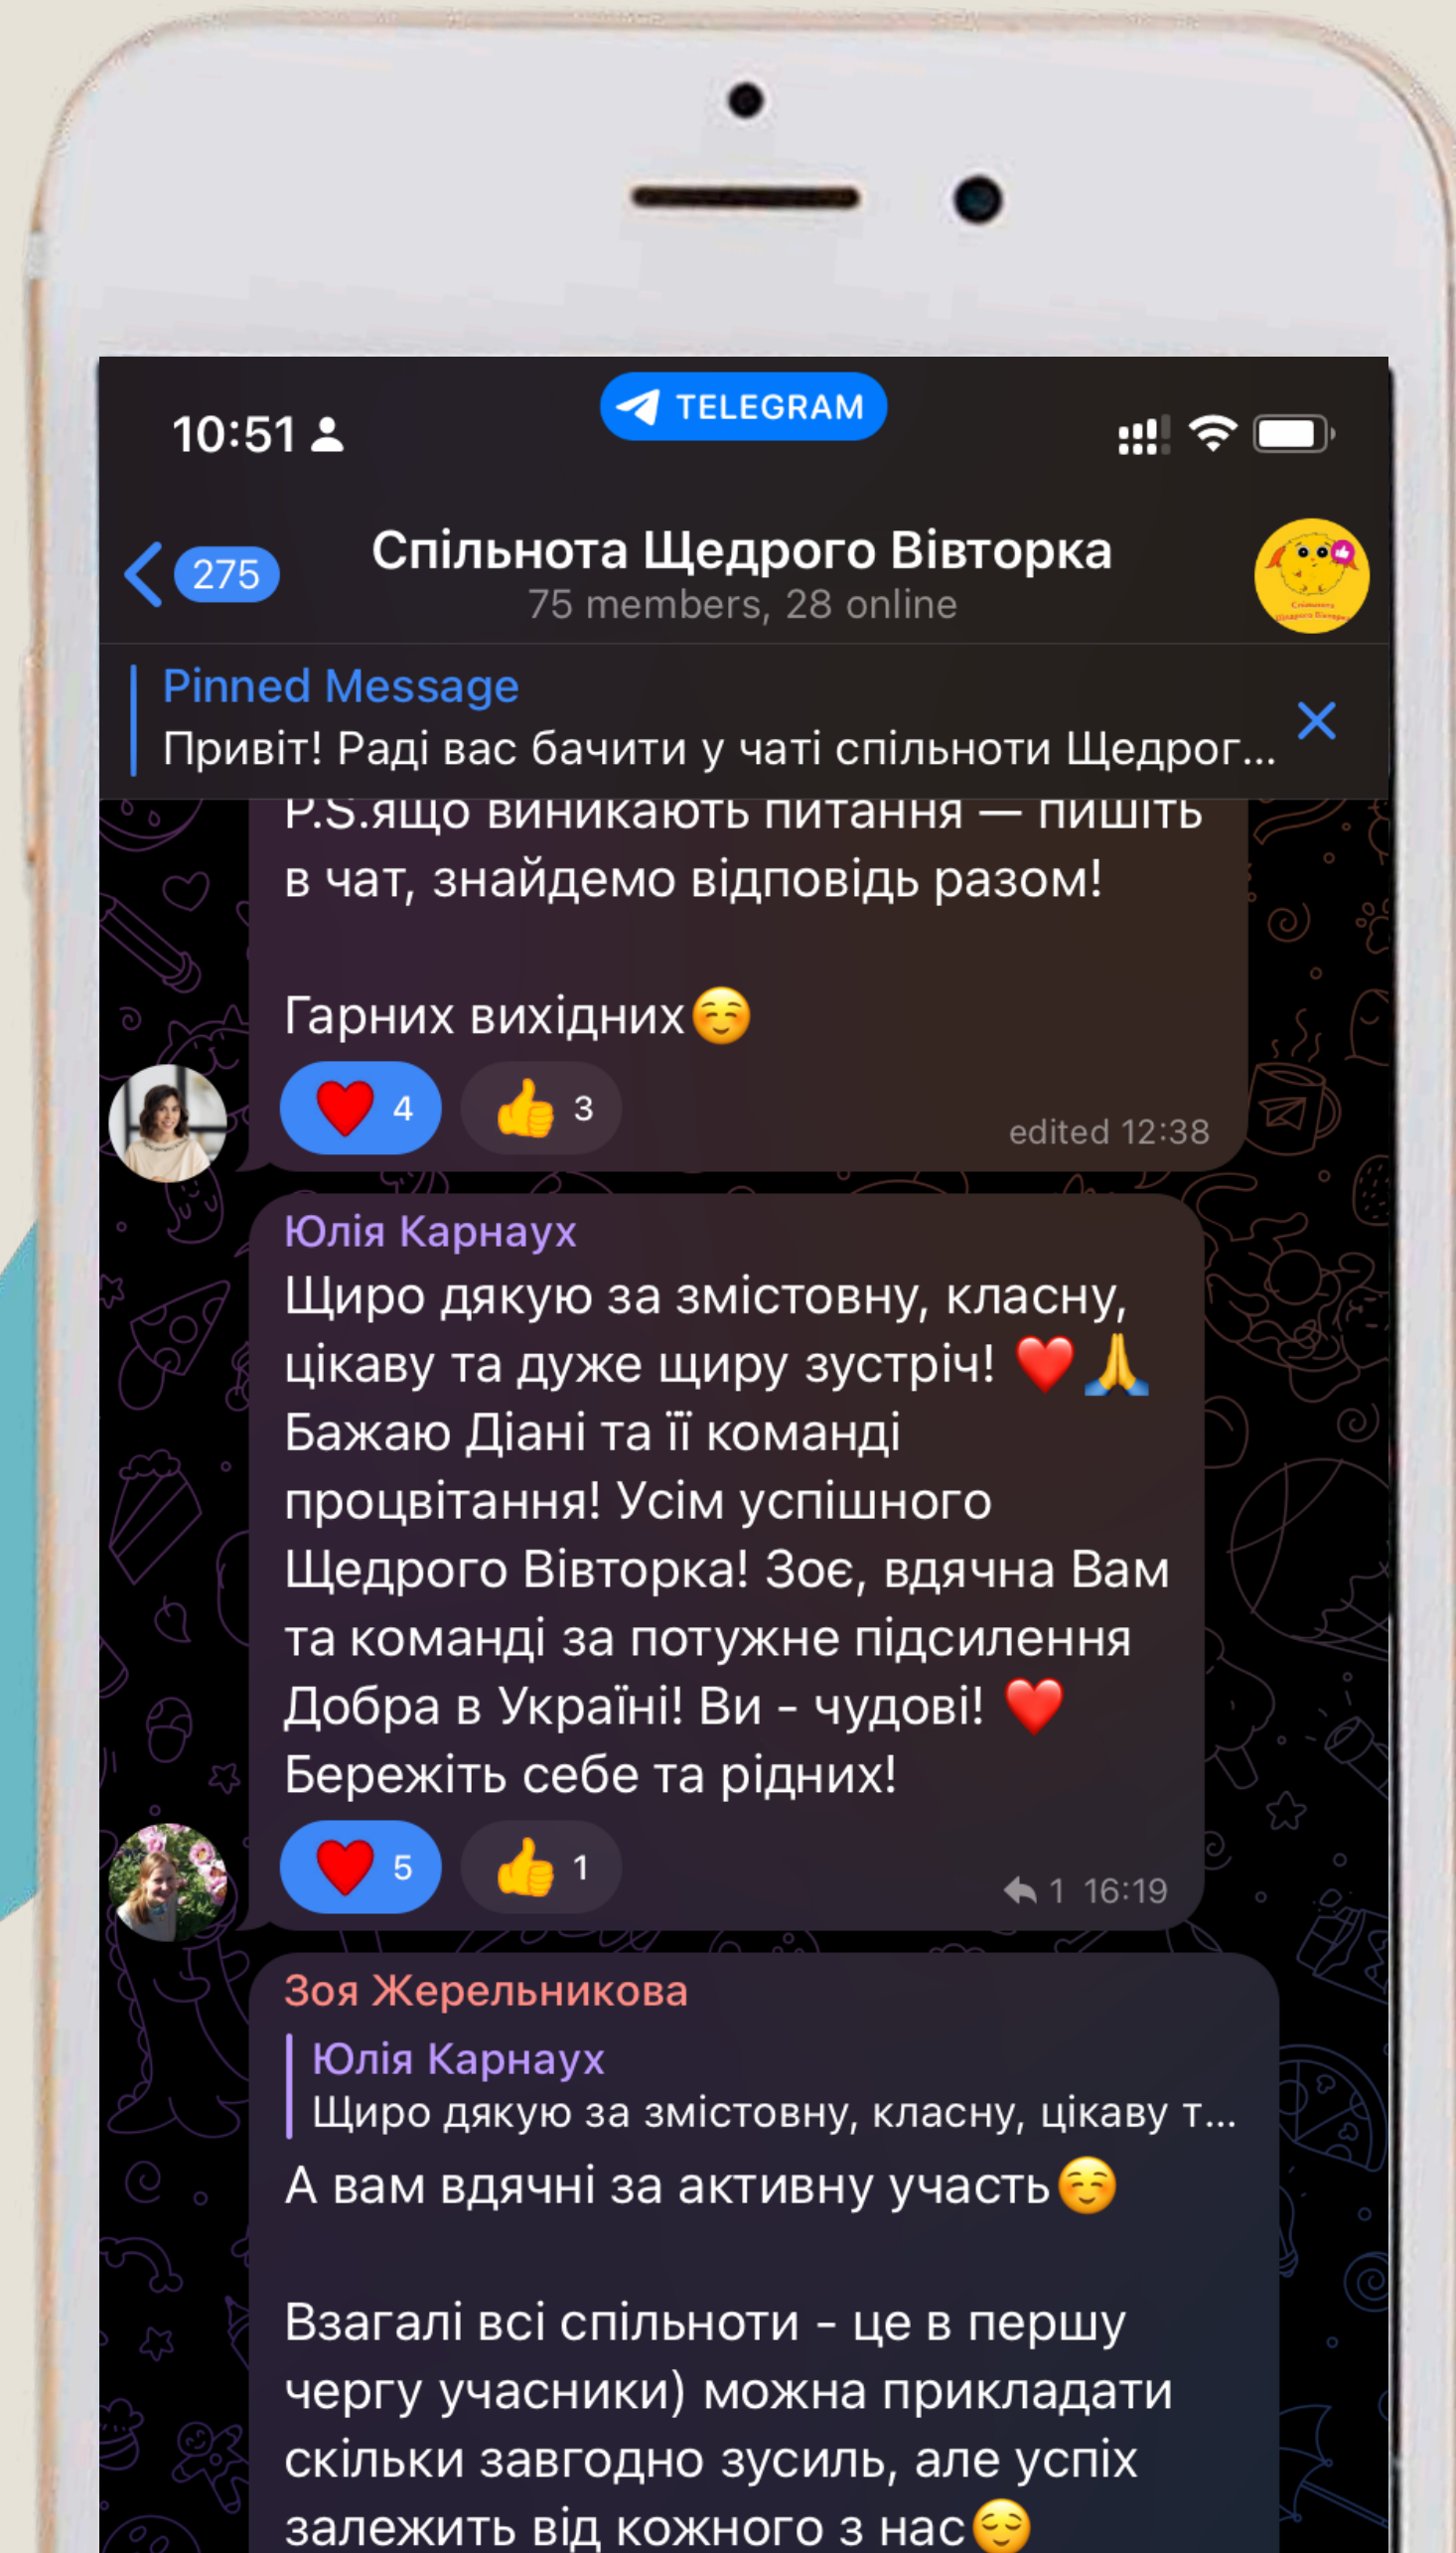 10:51
TELEGRAM
275
Спільнота Щедрого Вівторка
75 members, 28 online
Спільнота
Щедрого Вівторка
Pinned Message
Привіт! Раді вас бачити у чаті спільноти Щедрог...
P.S.ящо виникають питання — пишіть
в чат, знайдемо відповідь разом!
Гарних вихідних☺️
❤️ 4 👍 3
edited 12:38
Юлія Карнаух
Щиро дякую за змістовну, класну,
цікаву та дуже щиру зустріч! ❤️🙏
Бажаю Діані та її команді
процвітання! Усім успішного
Щедрого Вівторка! Зоє, вдячна Вам
та команді за потужне підсилення
Добра в Україні! Ви - чудові! ❤️
Бережіть себе та рідних!
❤️ 5 👍 1
1 16:19
Зоя Жерельникова
Юлія Карнаух
Щиро дякую за змістовну, класну, цікаву т...
А вам вдячні за активну участь☺️
Взагалі всі спільноти - це в першу
чергу учасники) можна прикладати
скільки завгодно зусиль, але успіх
залежить від кожного з нас😌